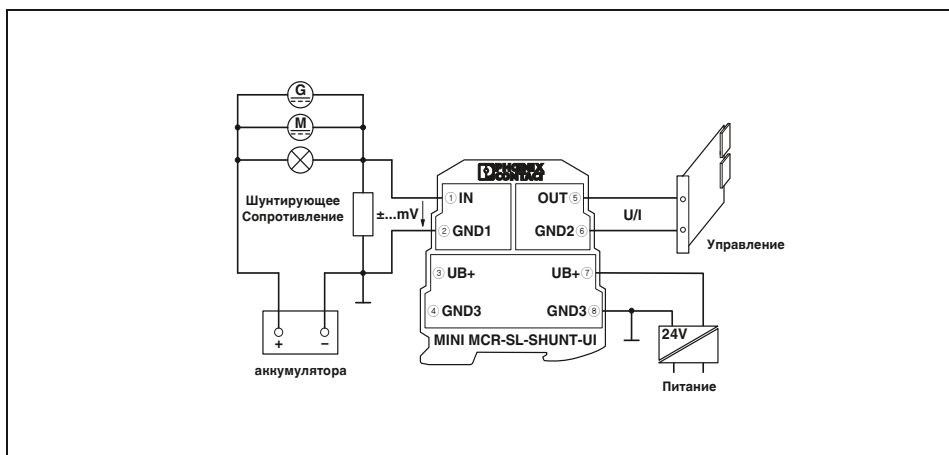 G
M
PHOENIX
CONTACT
Шунтирующее
Сопротивление
±...mV
1 IN
OUT 5
U/I
2 GND1
GND2 6
Управление
3 UB+
UB+ 7
4 GND3
GND3 8
24V
MINI MCR-SL-SHUNT-UI
+ −
аккумулятора
Питание